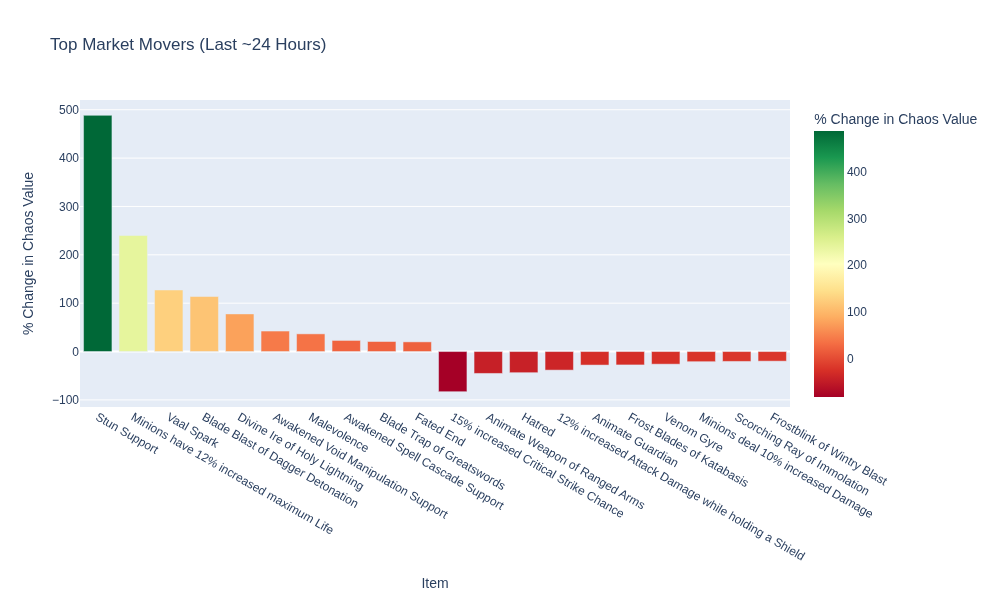 Top Market Movers (Last ~24 Hours)
% Change in Chaos Value
500
400
300
200
100
0
−100
Stun Support
Minions have 12% increased maximum Life
Vaal Spark
Blade Blast of Dagger Detonation
Divine Ire of Holy Lightning
Awakened Void Manipulation Support
Malevolence
Awakened Spell Cascade Support
Blade Trap of Greatswords
Fated End
15% increased Critical Strike Chance
Animate Weapon of Ranged Arms
Hatred
12% increased Attack Damage while holding a Shield
Animate Guardian
Frost Blades of Katabasis
Venom Gyre
Minions deal 10% increased Damage
Scorching Ray of Immolation
Frostblink of Wintry Blast
Item
% Change in Chaos Value
400
300
200
100
0